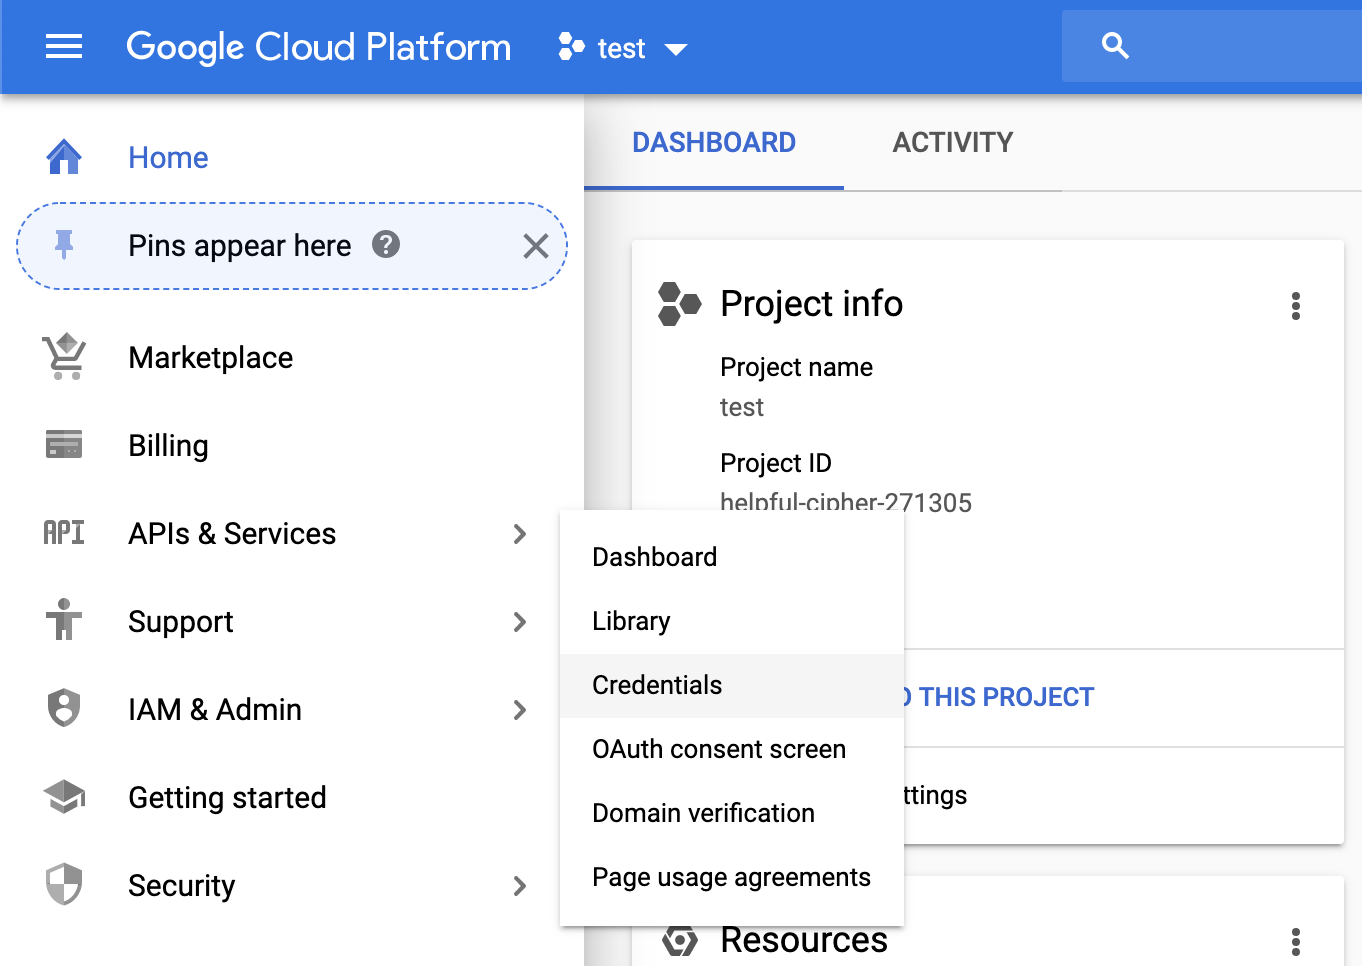 Google Cloud Platform
test
Home
Pins appear here
Marketplace
Billing
API
APIs & Services
Support
IAM & Admin
Getting started
Security
DASHBOARD
ACTIVITY
Project info
Project name
test
Project ID
helpful-cipher-271305
Dashboard
Library
Credentials
OAuth consent screen
Domain verification
Page usage agreements
THIS PROJECT
ttings
Resources